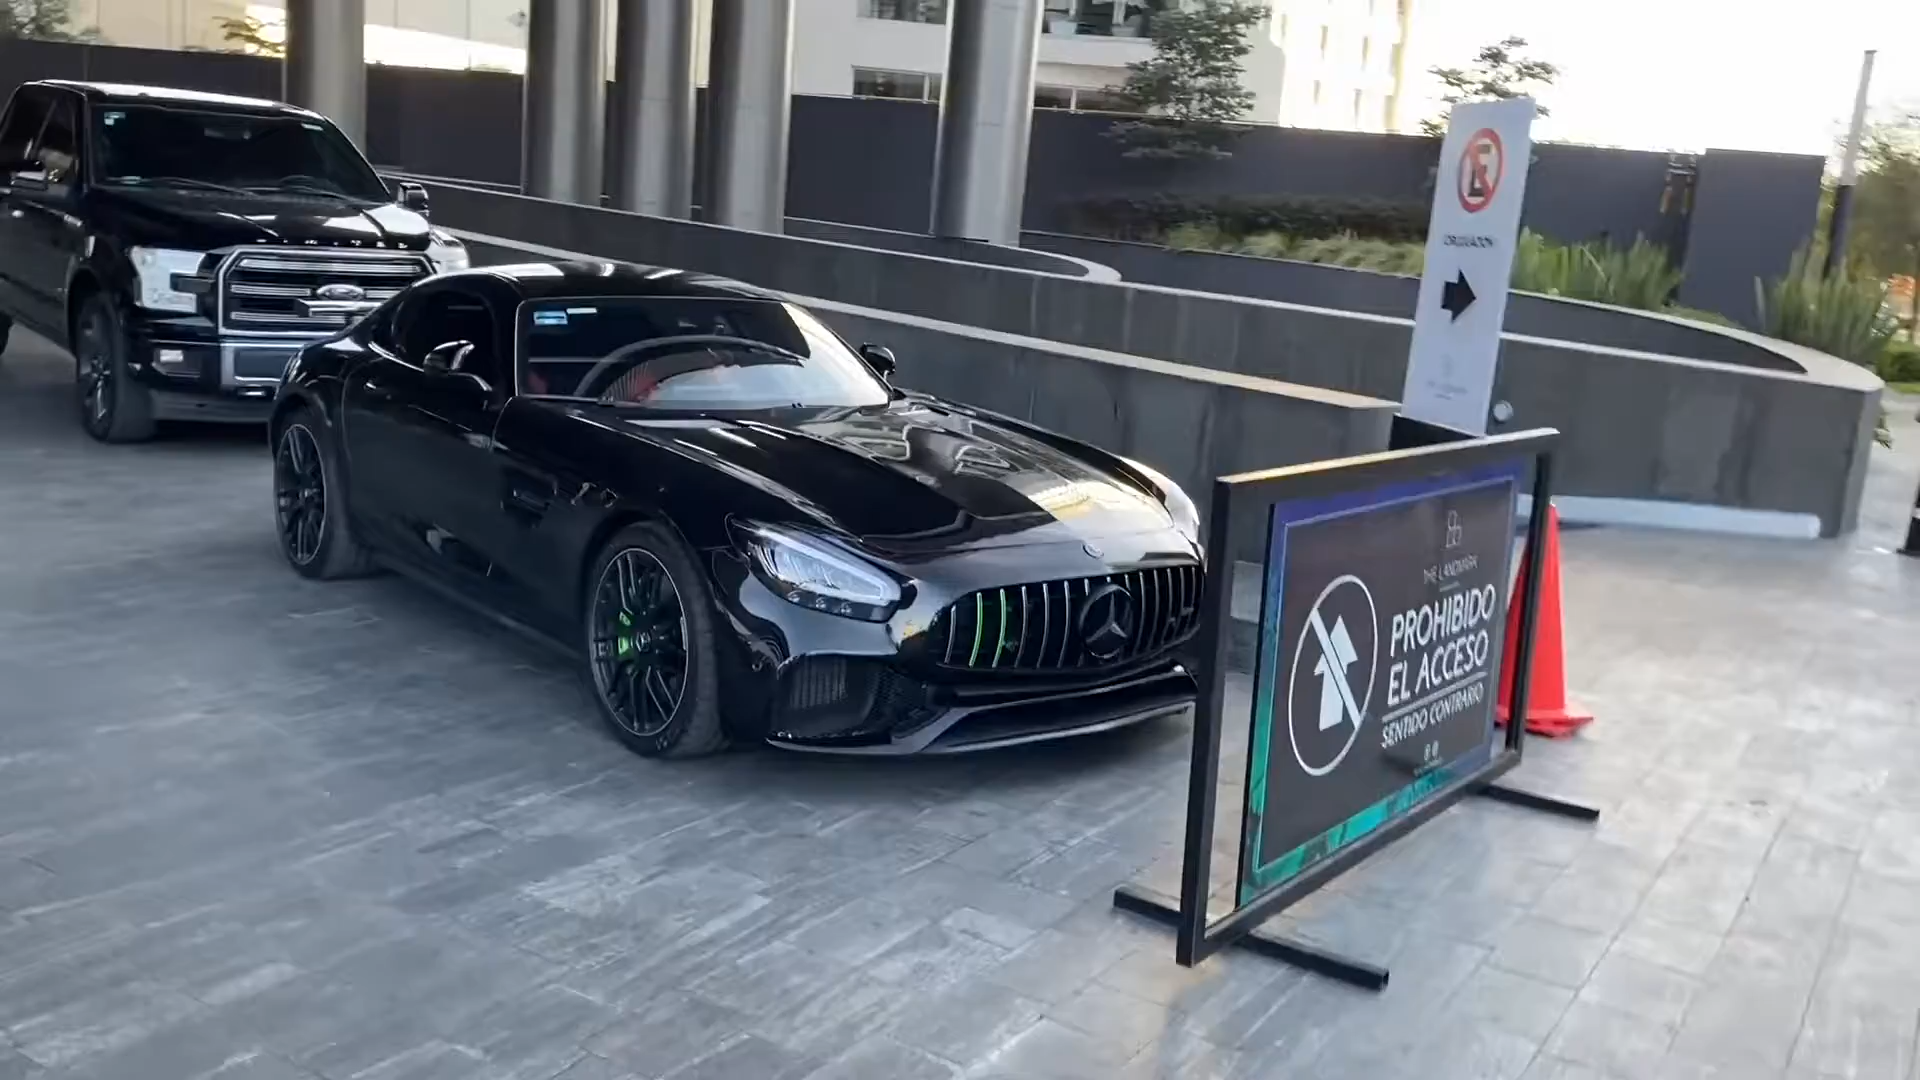 E
CIRCULACIÓN
THE LANDMARK
PROHIBIDO
EL ACCESO
SENTIDO CONTRARIO
Ford